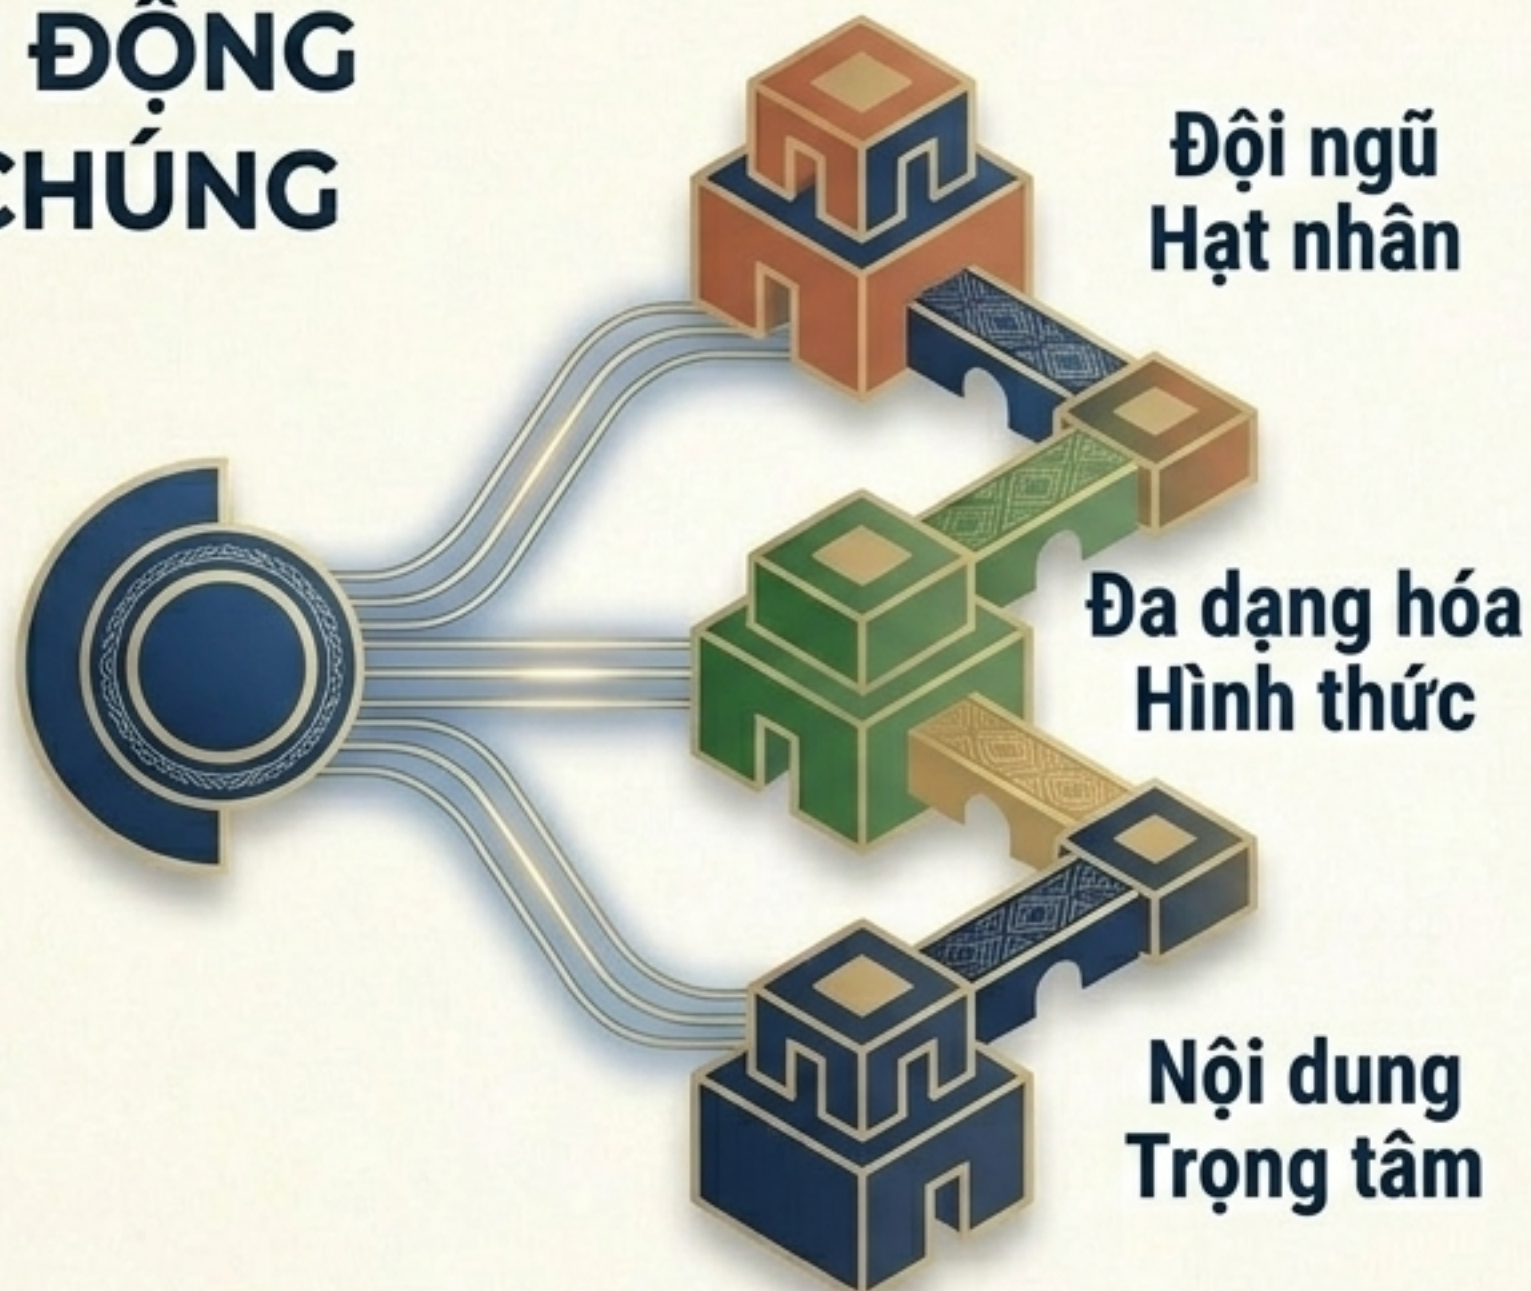 ĐỘNG
CHÚNG
Đội ngũ
Hạt nhân
Đa dạng hóa
Hình thức
Nội dung
Trọng tâm